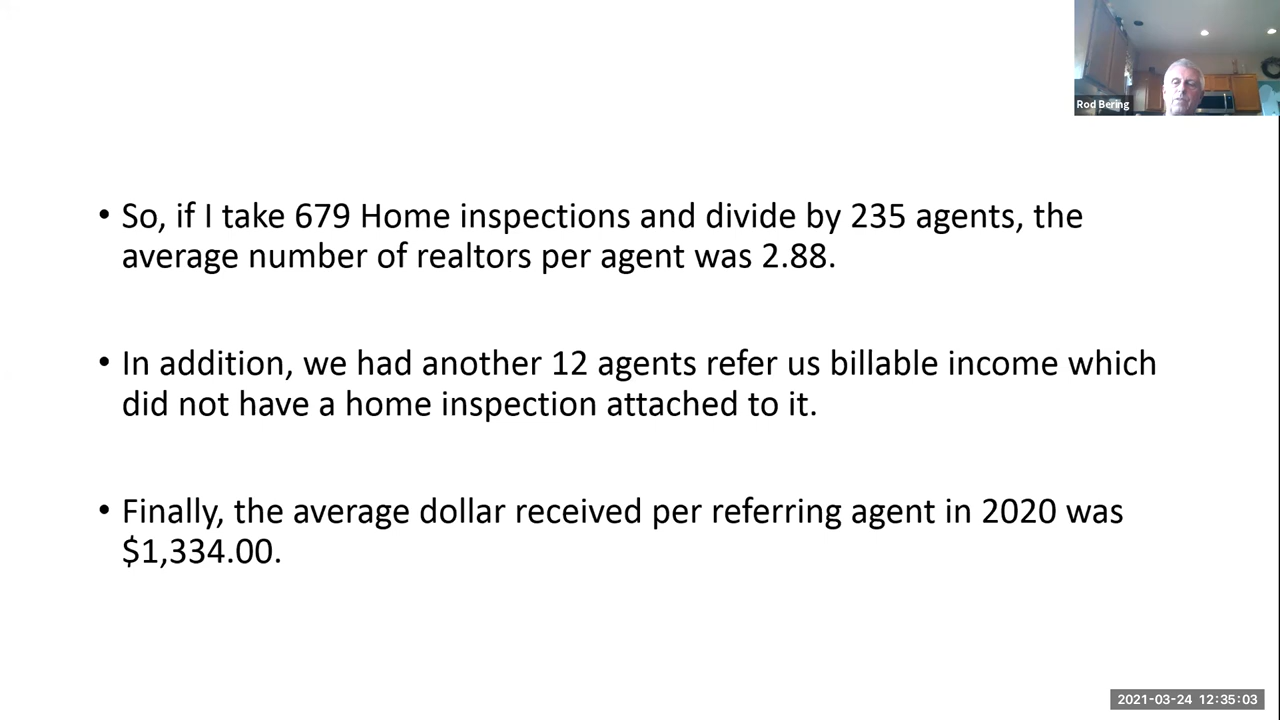 Rod Bering
• So, if I take 679 Home inspections and divide by 235 agents, the
average number of realtors per agent was 2.88.
• In addition, we had another 12 agents refer us billable income which
did not have a home inspection attached to it.
• Finally, the average dollar received per referring agent in 2020 was
$1,334.00.
2021-03-24 12:35:03